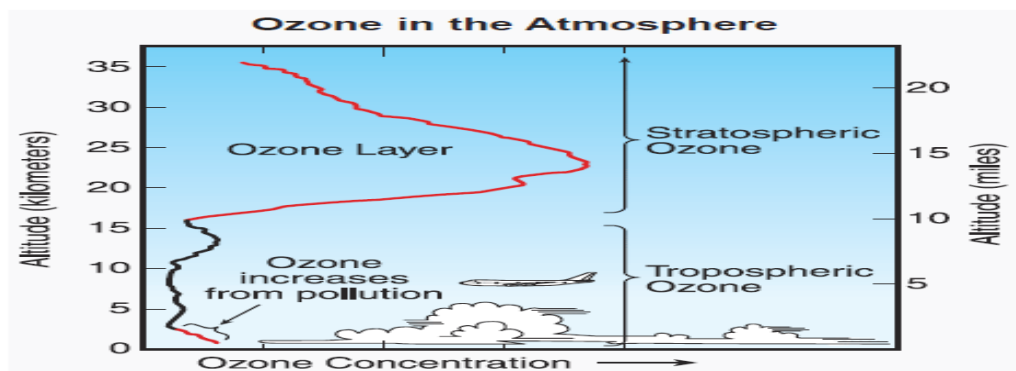 Ozone in the Atmosphere
Altitude (kilometers)
35
30
25
20
15
10
5
0
Ozone Layer
Stratospheric
Ozone
Ozone
increases
from pollution
Tropospheric
Ozone
20
15
10
5
Altitude (miles)
Ozone Concentration